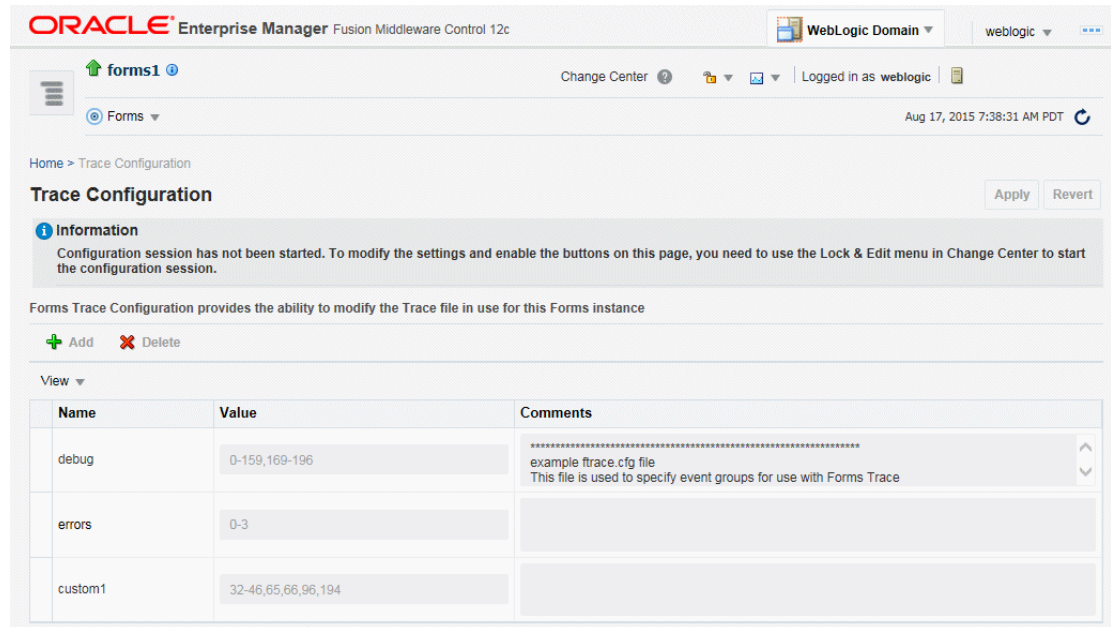 ORACLE Enterprise Manager Fusion Middleware Control 12c
WebLogic Domain
weblogic
forms1
Change Center
Logged in as weblogic
Forms
Aug 17, 2015 7:38:31 AM PDT
Home > Trace Configuration
Trace Configuration
Apply
Revert
Information
Configuration session has not been started. To modify the settings and enable the buttons on this page, you need to use the Lock & Edit menu in Change Center to start
the configuration session.
Forms Trace Configuration provides the ability to modify the Trace file in use for this Forms instance
Add
Delete
View
Name Value Comments
debug
0-159,169-196
******************************************************************
example ftrace.cfg file
This file is used to specify event groups for use with Forms Trace
errors
0-3
custom1
32-46,65,66,96,194